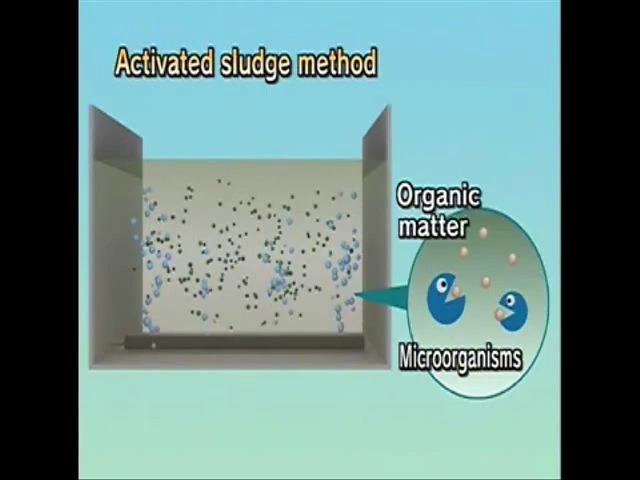 Activated sludge method
Organic
matter
Microorganisms